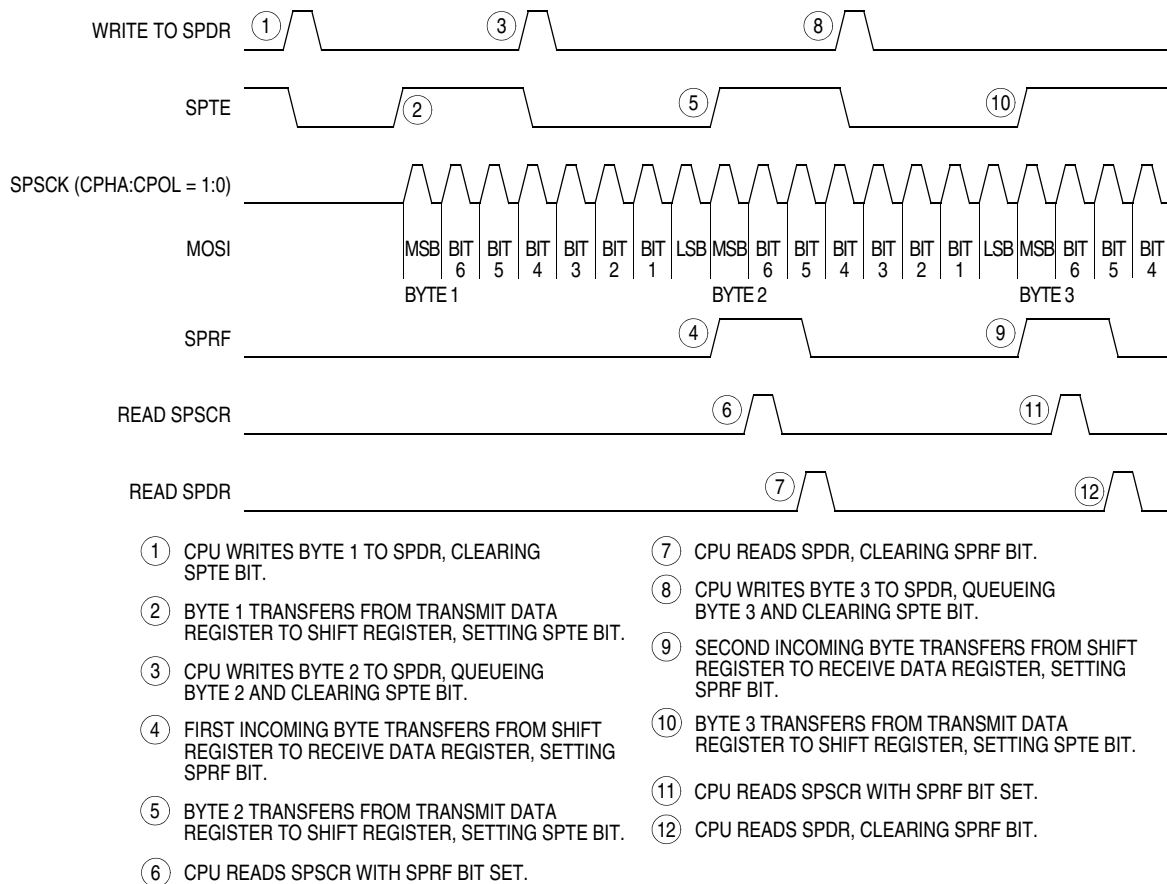 WRITE TO SPDR
1
3
8
SPTE
2
5
10
SPSCK (CPHA:CPOL = 1:0)
MOSI
MSB BIT 6 BIT 5 BIT 4 BIT 3 BIT 2 BIT 1 LSB MSB BIT 6 BIT 5 BIT 4 BIT 3 BIT 2 BIT 1 LSB MSB BIT 6 BIT 5 BIT 4
BYTE 1 BYTE 2 BYTE 3
SPRF
4
9
READ SPSCR
6
11
READ SPDR
7
12
1 CPU WRITES BYTE 1 TO SPDR, CLEARING
SPTE BIT.
2 BYTE 1 TRANSFERS FROM TRANSMIT DATA
REGISTER TO SHIFT REGISTER, SETTING SPTE BIT.
3 CPU WRITES BYTE 2 TO SPDR, QUEUEING
BYTE 2 AND CLEARING SPTE BIT.
4 FIRST INCOMING BYTE TRANSFERS FROM SHIFT
REGISTER TO RECEIVE DATA REGISTER, SETTING
SPRF BIT.
5 BYTE 2 TRANSFERS FROM TRANSMIT DATA
REGISTER TO SHIFT REGISTER, SETTING SPTE BIT.
6 CPU READS SPSCR WITH SPRF BIT SET.
7 CPU READS SPDR, CLEARING SPRF BIT.
8 CPU WRITES BYTE 3 TO SPDR, QUEUEING
BYTE 3 AND CLEARING SPTE BIT.
9 SECOND INCOMING BYTE TRANSFERS FROM SHIFT
REGISTER TO RECEIVE DATA REGISTER, SETTING
SPRF BIT.
10 BYTE 3 TRANSFERS FROM TRANSMIT DATA
REGISTER TO SHIFT REGISTER, SETTING SPTE BIT.
11 CPU READS SPSCR WITH SPRF BIT SET.
12 CPU READS SPDR, CLEARING SPRF BIT.